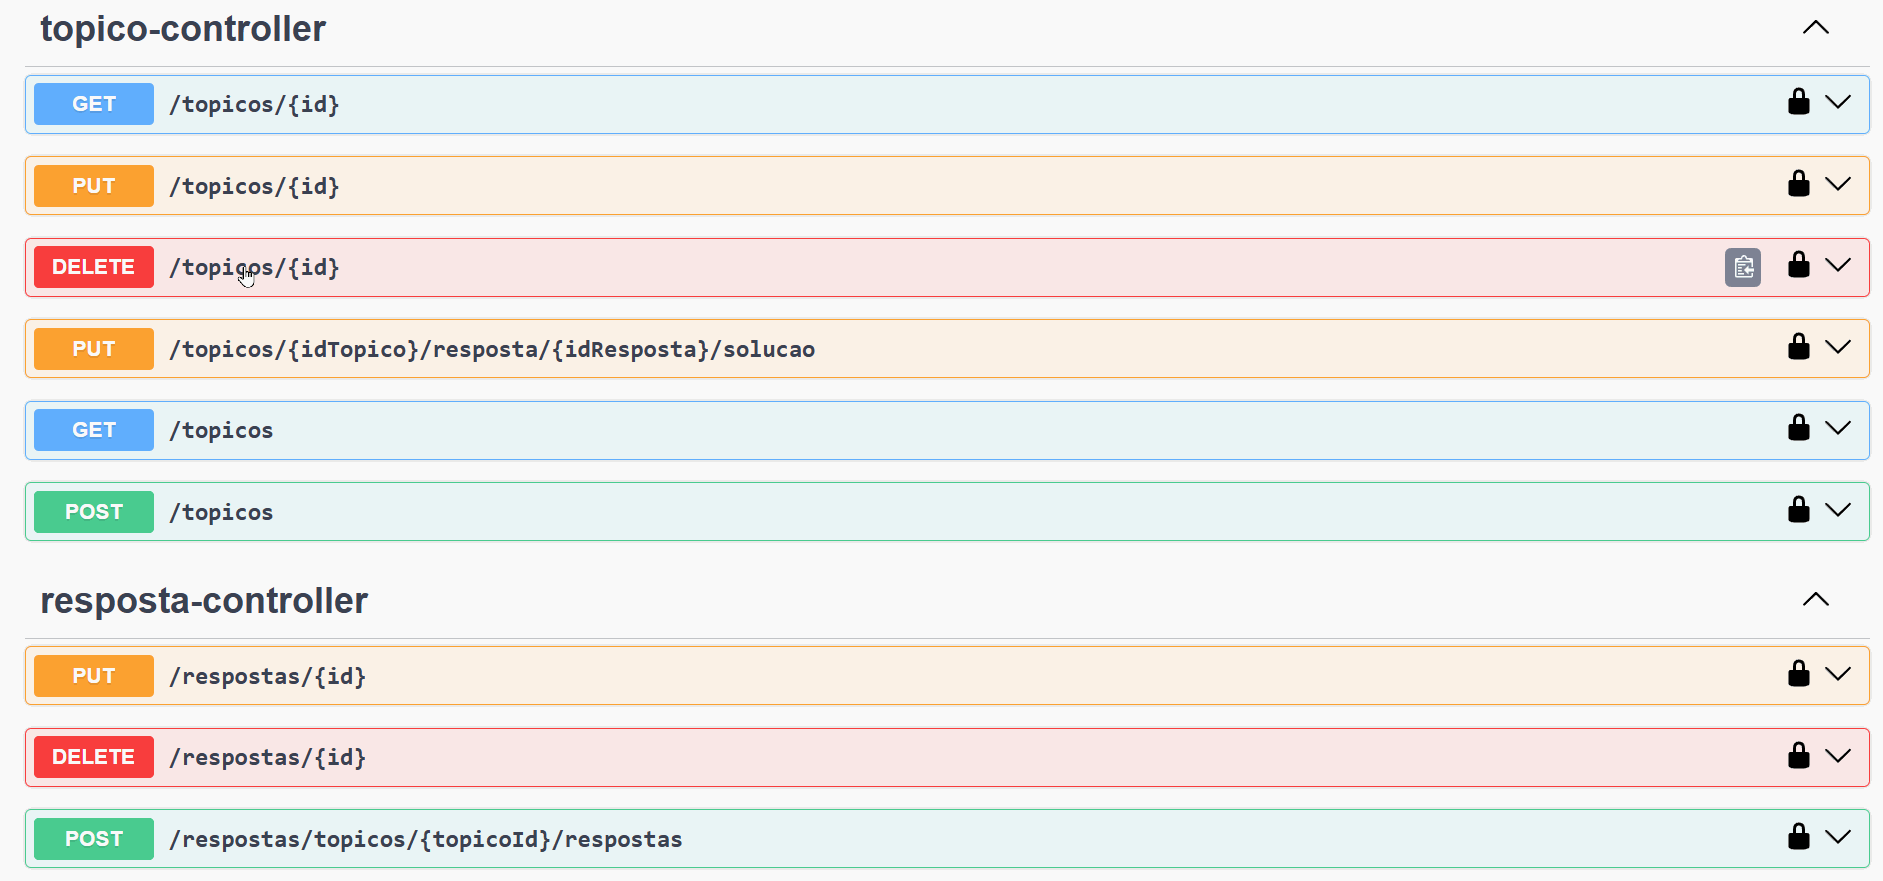 topico-controller
GET /topicos/{id}
PUT /topicos/{id}
DELETE /topicos/{id}
PUT /topicos/{idTopico}/resposta/{idResposta}/solucao
GET /topicos
POST /topicos
resposta-controller
PUT /respostas/{id}
DELETE /respostas/{id}
POST /respostas/topicos/{topicoId}/respostas